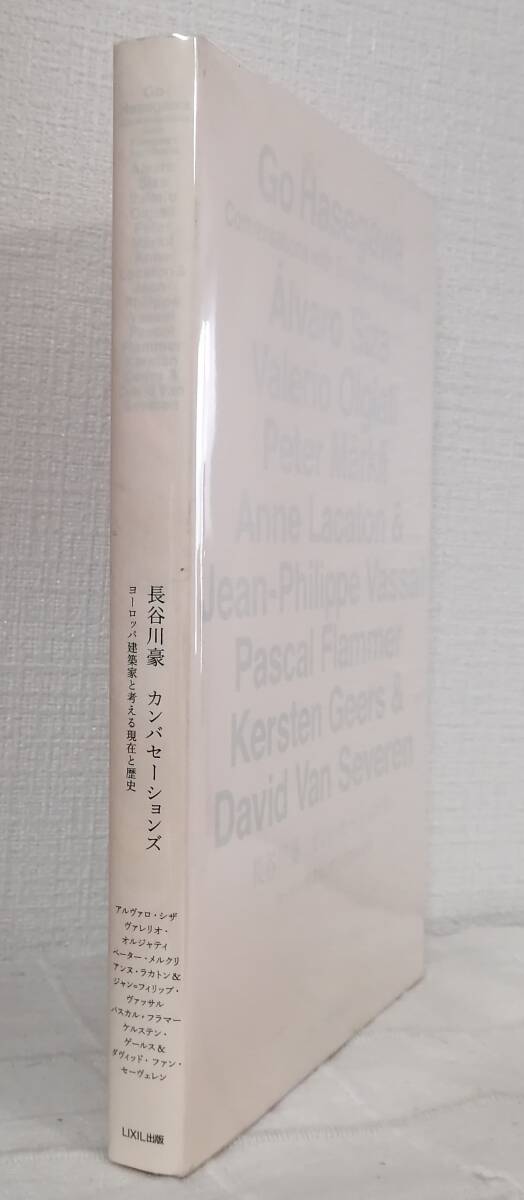 長谷川豪 カンバセーションズ
ヨーロッパ建築家と考える現在と歴史
アルヴァロ・シザ
ヴァレリオ・
オルジャティ
ペーター・メルクリ
アンヌ・ラカトン&
ジャン=フィリップ・
ヴァッサル
パスカル・フラマー
ケルステン・
ゲールス&
ダヴィッド・ファン・
セーヴェレン
LIXIL出版
Go Hasegawa
Conversations with
Álvaro Siza
Valerio Olgiati
Peter Märkli
Anne Lacaton &
Jean-Philippe Vassal
Pascal Flammer
Kersten Geers &
David Van Severen